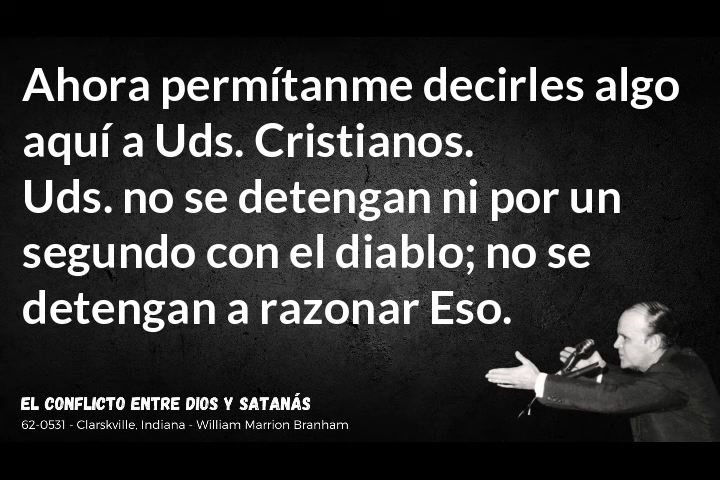 Ahora permítanme decirles algo
aquí a Uds. Cristianos.
Uds. no se detengan ni por un
segundo con el diablo; no se
detengan a razonar Eso.
EL CONFLICTO ENTRE DIOS Y SATANÁS
62-0531 - Clarskville, Indiana - William Marrion Branham